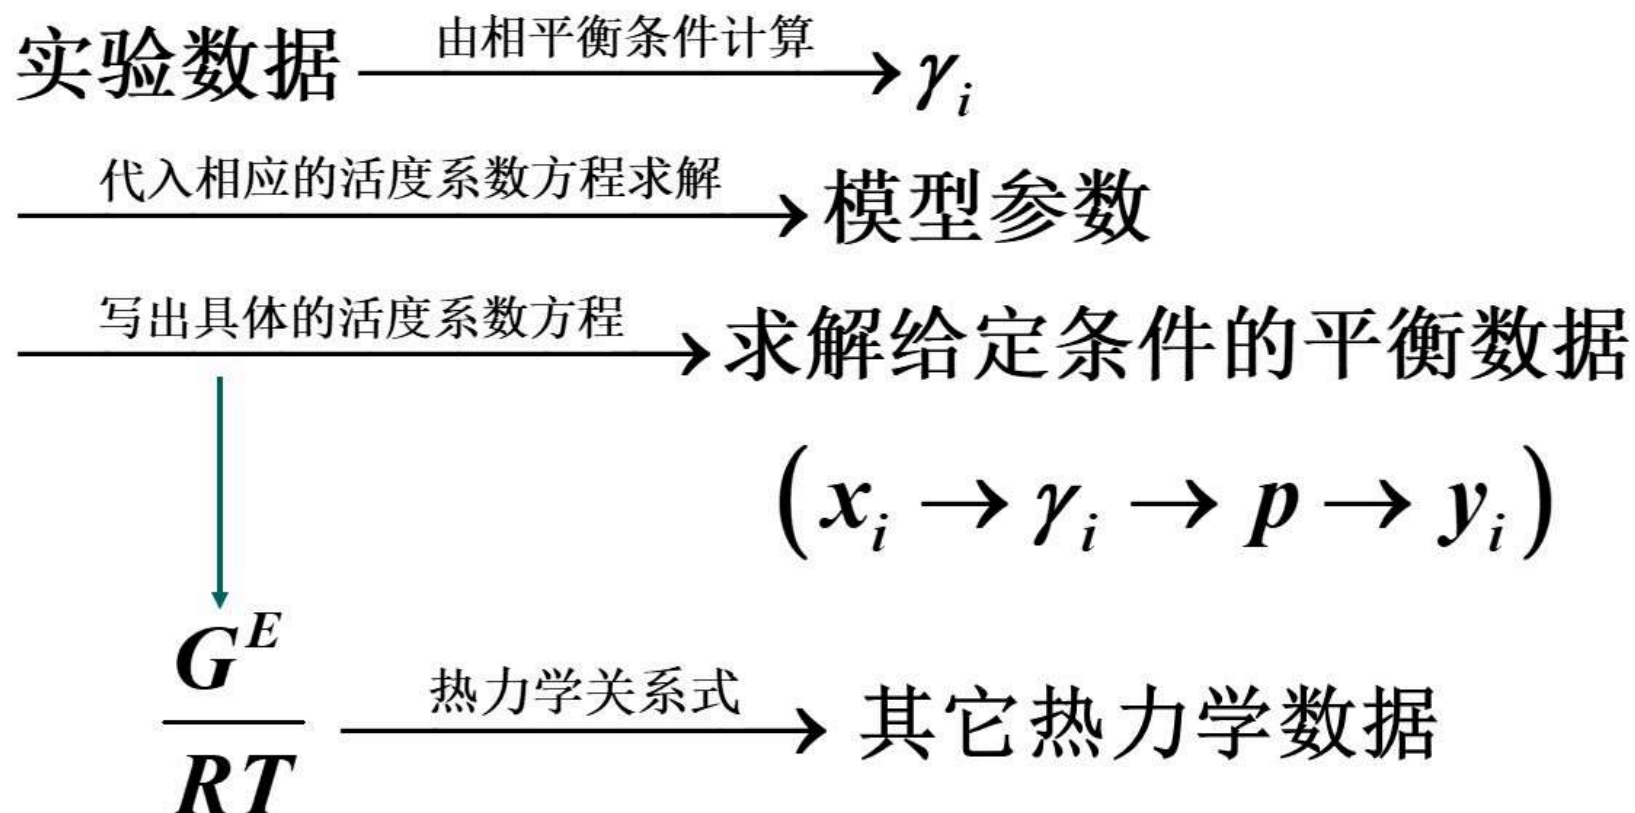 由相平衡条件计算
实验数据 → γᵢ
代入相应的活度系数方程求解
→ 模型参数
写出具体的活度系数方程
→ 求解给定条件的平衡数据
(xᵢ → γᵢ → p → yᵢ)
Gᴱ
热力学关系式
→ 其它热力学数据
RT